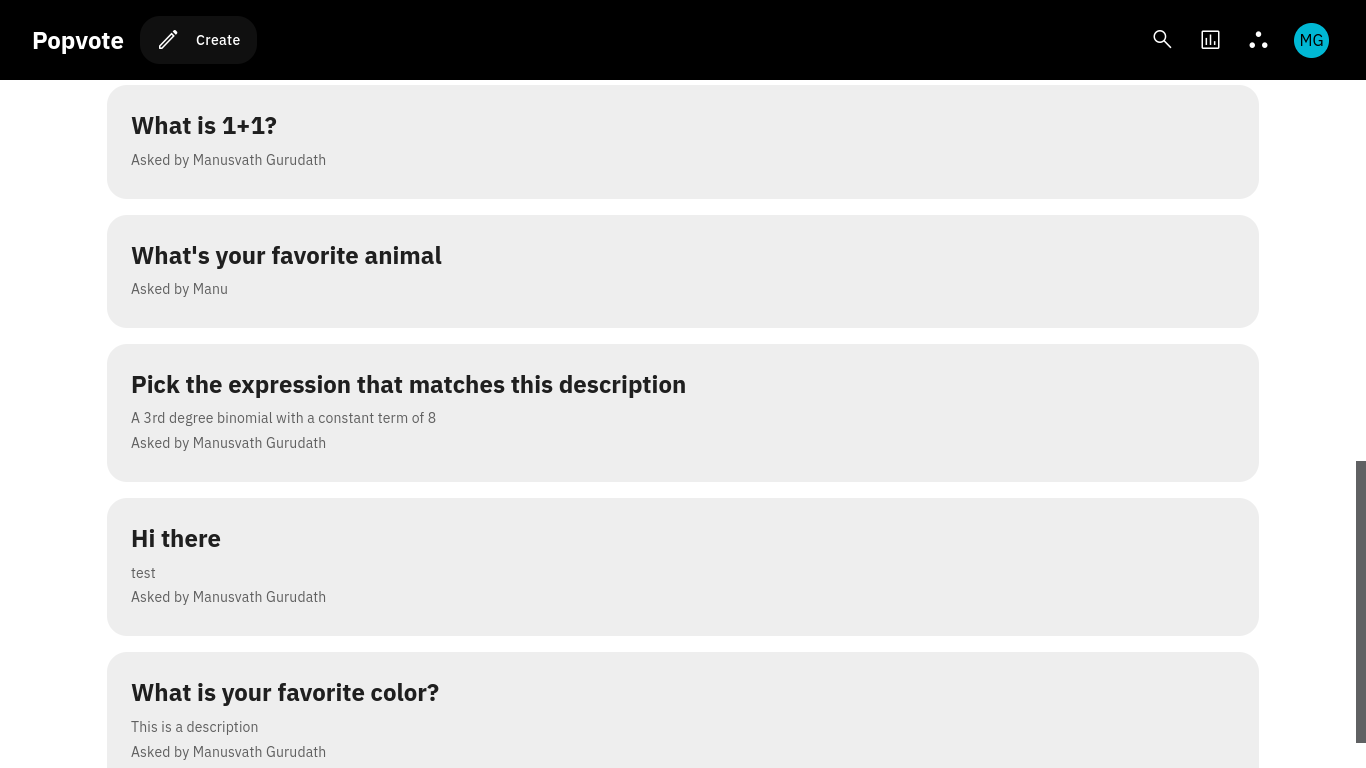 Popvote
Create
MG
What is 1+1?
Asked by Manusvath Gurudath
What's your favorite animal
Asked by Manu
Pick the expression that matches this description
A 3rd degree binomial with a constant term of 8
Asked by Manusvath Gurudath
Hi there
test
Asked by Manusvath Gurudath
What is your favorite color?
This is a description
Asked by Manusvath Gurudath